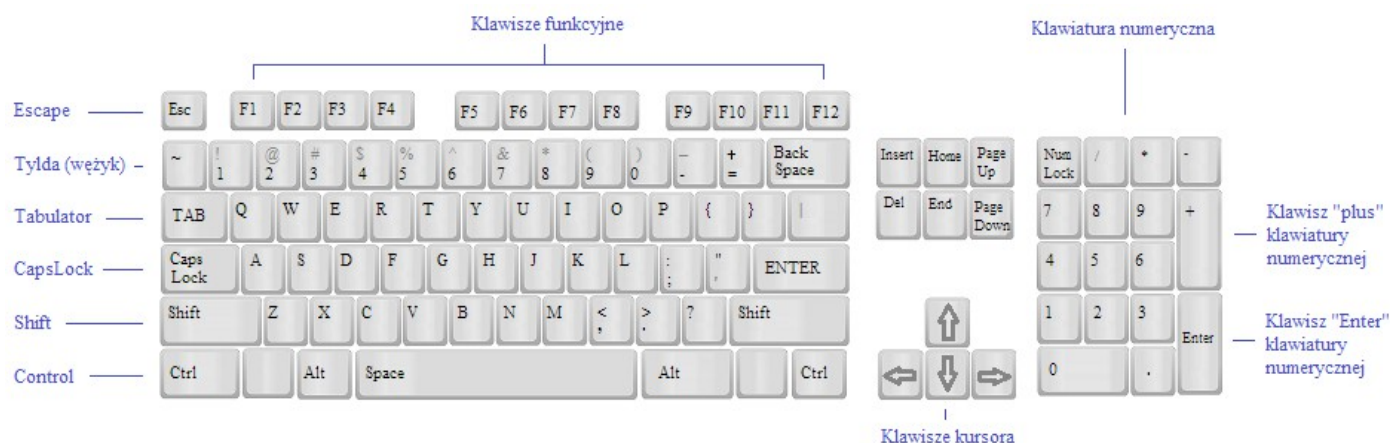 Klawisze funkcyjne
Klawiatura numeryczna
Escape
Esc F1 F2 F3 F4 F5 F6 F7 F8 F9 F10 F11 F12
Tylda (wężyk)
~ ! 1 @ 2 # 3 $ 4 % 5 ^ 6 & 7 * 8 ( 9 ) 0 _ - + = Back Space
Insert Home Page Up
Num Lock / * -
Tabulator
TAB Q W E R T Y U I O P { } |
Del End Page Down
7 8 9 +
Klawisz "plus"
klawiatury
numerycznej
CapsLock
Caps Lock A S D F G H J K L : ; " ' ENTER
4 5 6
Shift
Shift Z X C V B N M < , > . ? Shift
1 2 3 Enter
Klawisz "Enter"
klawiatury
numerycznej
Control
Ctrl Alt Space Alt Ctrl
0 .
Klawisze kursora